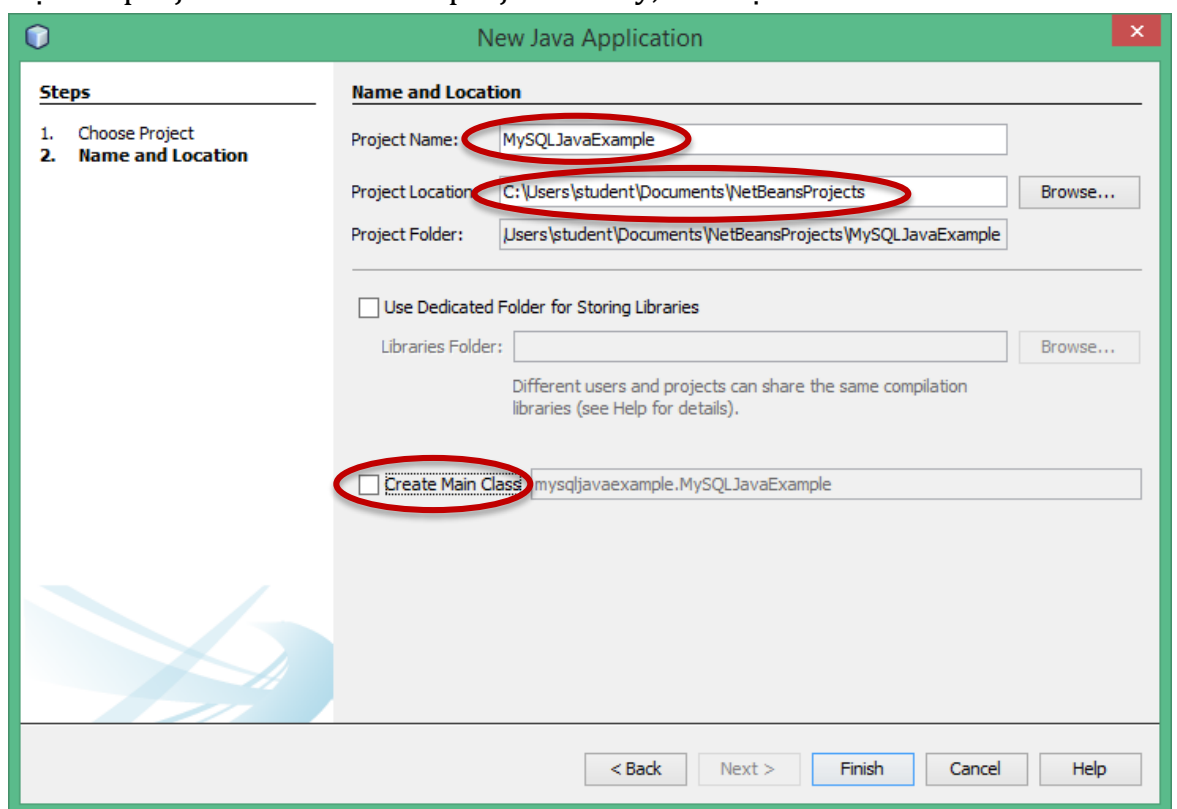 New Java Application
Steps
1. Choose Project
2. Name and Location
Name and Location
Project Name: MySQLJavaExample
Project Location: C:\Users\student\Documents\NetBeansProjects Browse...
Project Folder: Users\student\Documents\NetBeansProjects\MySQLJavaExample
Use Dedicated Folder for Storing Libraries
Libraries Folder: Browse...
Different users and projects can share the same compilation
libraries (see Help for details).
Create Main Class mysqljavaexample.MySQLJavaExample
< Back Next > Finish Cancel Help